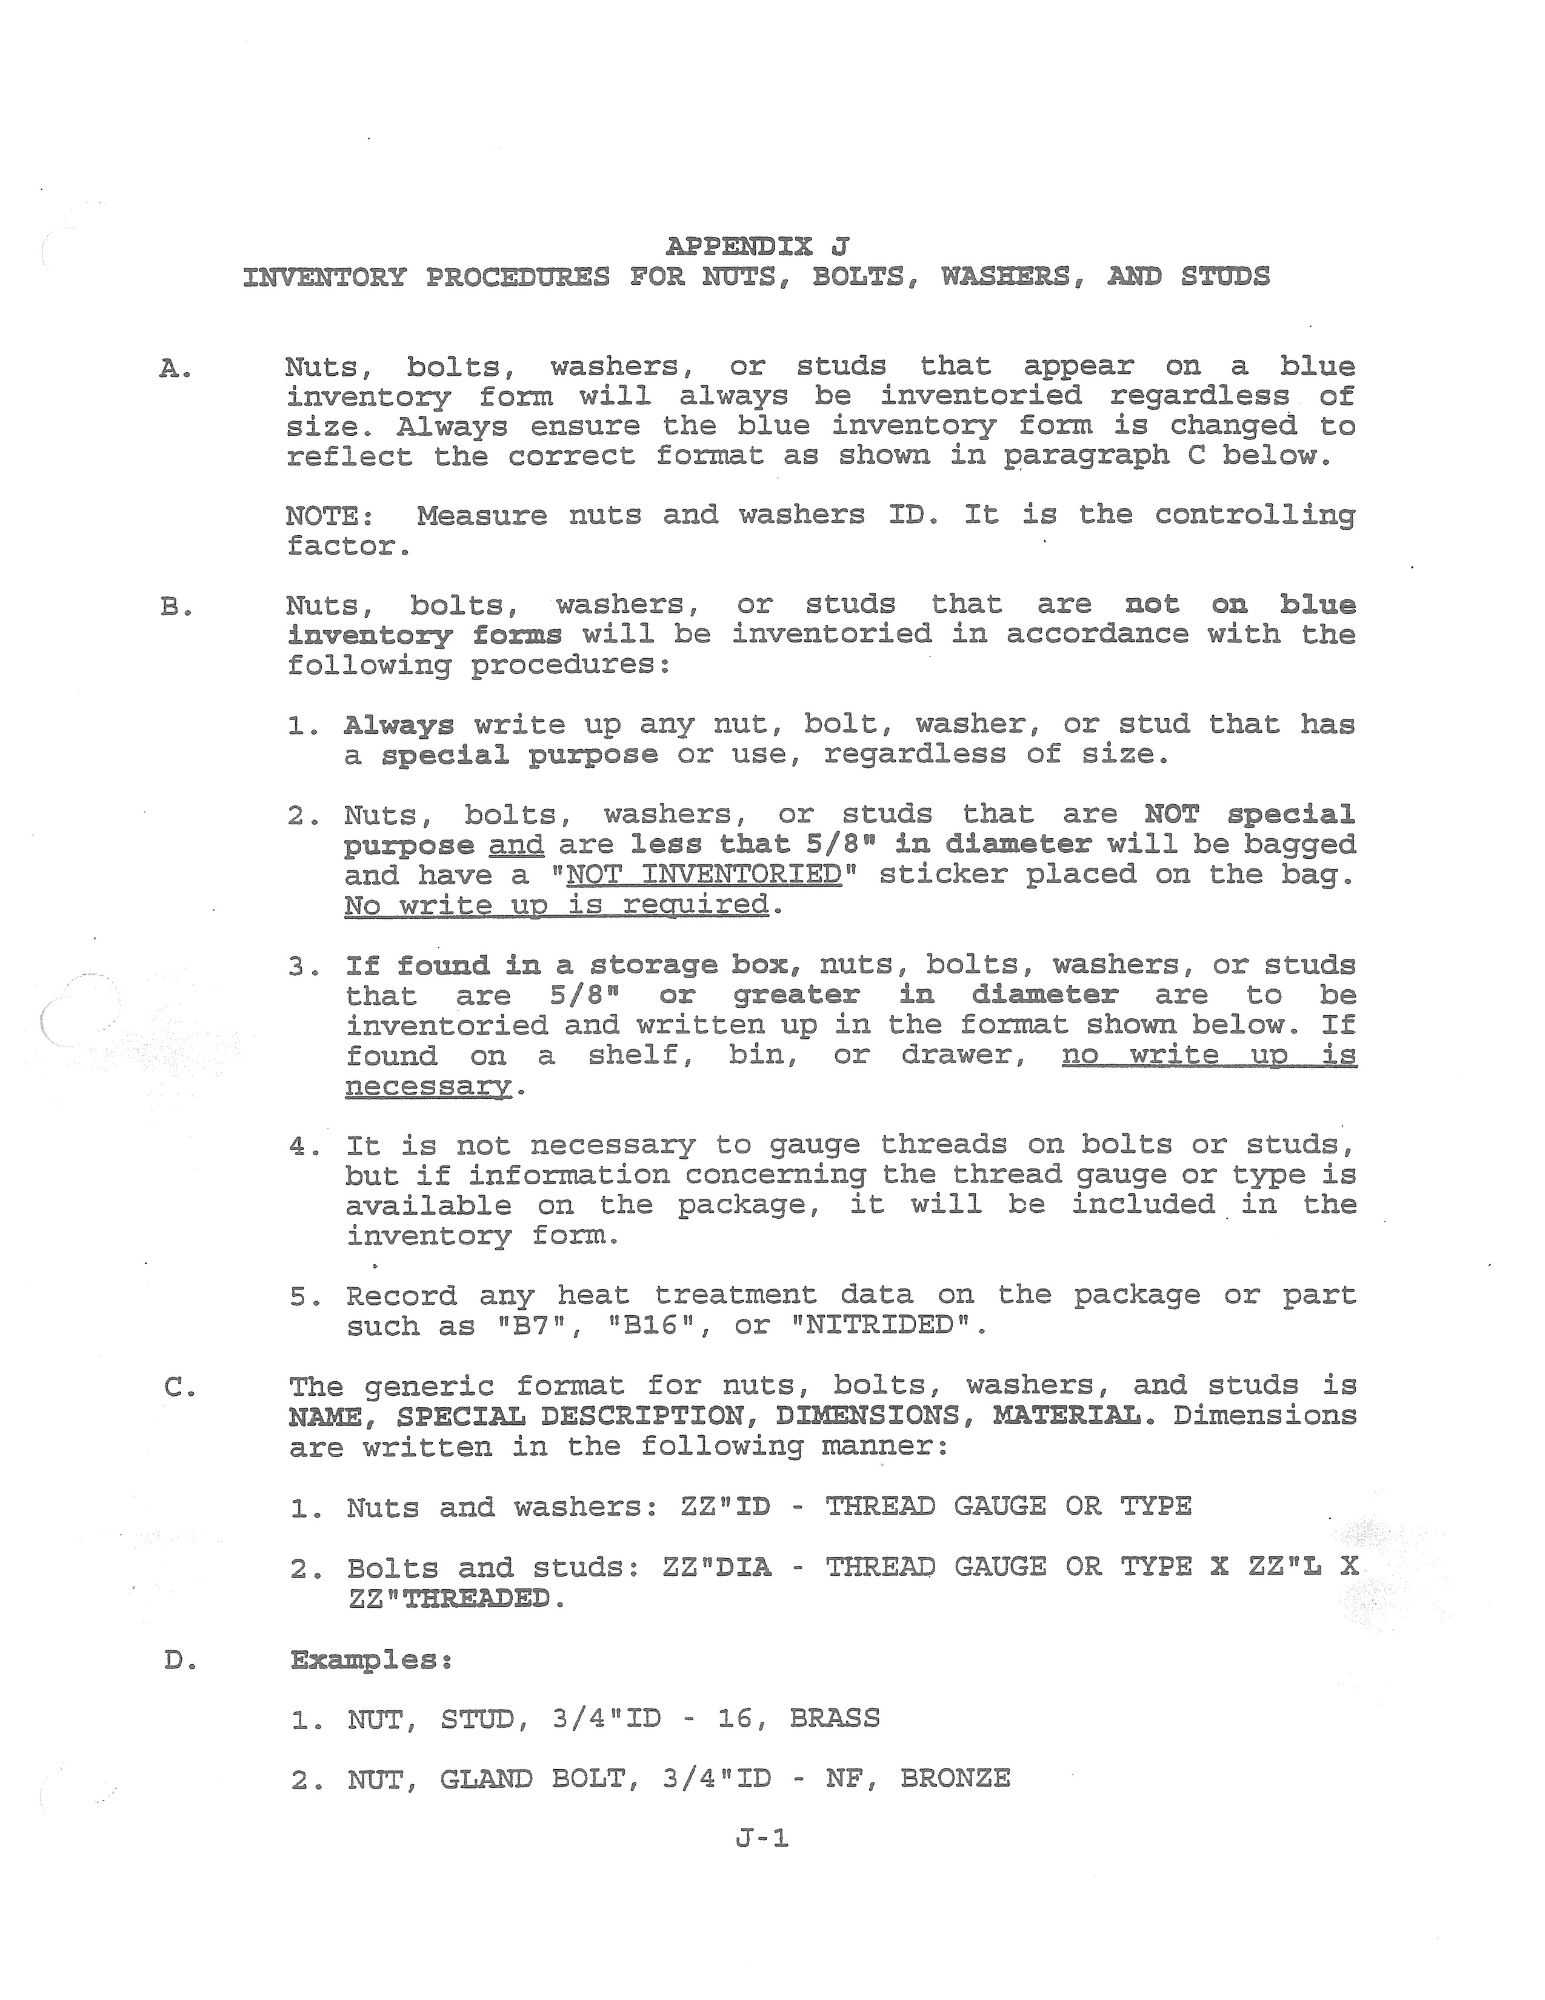 APPENDIX J
INVENTORY PROCEDURES FOR NUTS, BOLTS, WASHERS, AND STUDS
A. Nuts, bolts, washers, or studs that appear on a blue
inventory form will always be inventoried regardless of
size. Always ensure the blue inventory form is changed to
reflect the correct format as shown in paragraph C below.
NOTE: Measure nuts and washers ID. It is the controlling
factor.
B. Nuts, bolts, washers, or studs that are not on blue
inventory forms will be inventoried in accordance with the
following procedures:
1. Always write up any nut, bolt, washer, or stud that has
a special purpose or use, regardless of size.
2. Nuts, bolts, washers, or studs that are NOT special
purpose and are less that 5/8" in diameter will be bagged
and have a "NOT INVENTORIED" sticker placed on the bag.
No write up is required.
3. If found in a storage box, nuts, bolts, washers, or studs
that are 5/8" or greater in diameter are to be
inventoried and written up in the format shown below. If
found on a shelf, bin, or drawer, no write up is
necessary.
4. It is not necessary to gauge threads on bolts or studs,
but if information concerning the thread gauge or type is
available on the package, it will be included in the
inventory form.
5. Record any heat treatment data on the package or part
such as "B7", "B16", or "NITRIDED".
C. The generic format for nuts, bolts, washers, and studs is
NAME, SPECIAL DESCRIPTION, DIMENSIONS, MATERIAL. Dimensions
are written in the following manner:
1. Nuts and washers: ZZ"ID - THREAD GAUGE OR TYPE
2. Bolts and studs: ZZ"DIA - THREAD GAUGE OR TYPE X ZZ"L X
ZZ"THREADED.
D. Examples:
1. NUT, STUD, 3/4"ID - 16, BRASS
2. NUT, GLAND BOLT, 3/4"ID - NF, BRONZE
J-1